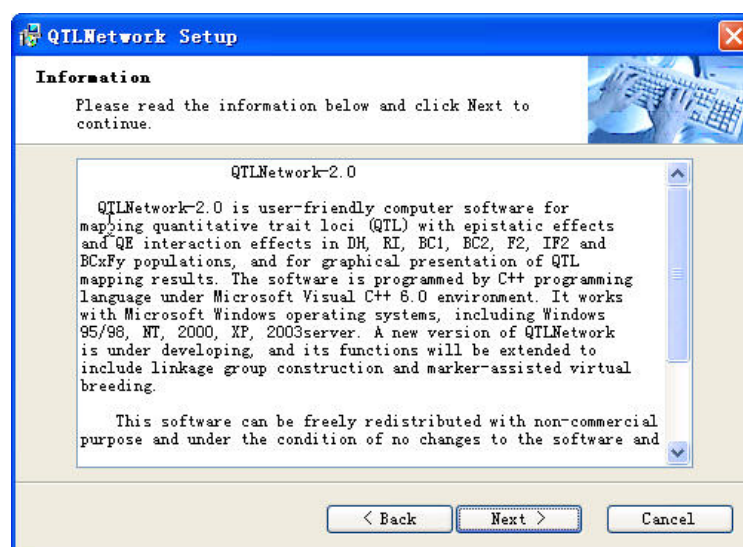 QTLNetwork Setup
Information
Please read the information below and click Next to
continue.
QTLNetwork-2.0
QTLNetwork-2.0 is user-friendly computer software for
mapping quantitative trait loci (QTL) with epistatic effects
and QE interaction effects in DH, RI, BC1, BC2, F2, IF2 and
BCxFy populations, and for graphical presentation of QTL
mapping results. The software is programmed by C++ programming
language under Microsoft Visual C++ 6.0 environment. It works
with Microsoft Windows operating systems, including Windows
95/98, NT, 2000, XP, 2003server. A new version of QTLNetwork
is under developing, and its functions will be extended to
include linkage group construction and marker-assisted virtual
breeding.
This software can be freely redistributed with non-commercial
purpose and under the condition of no changes to the software and
< Back
Next >
Cancel